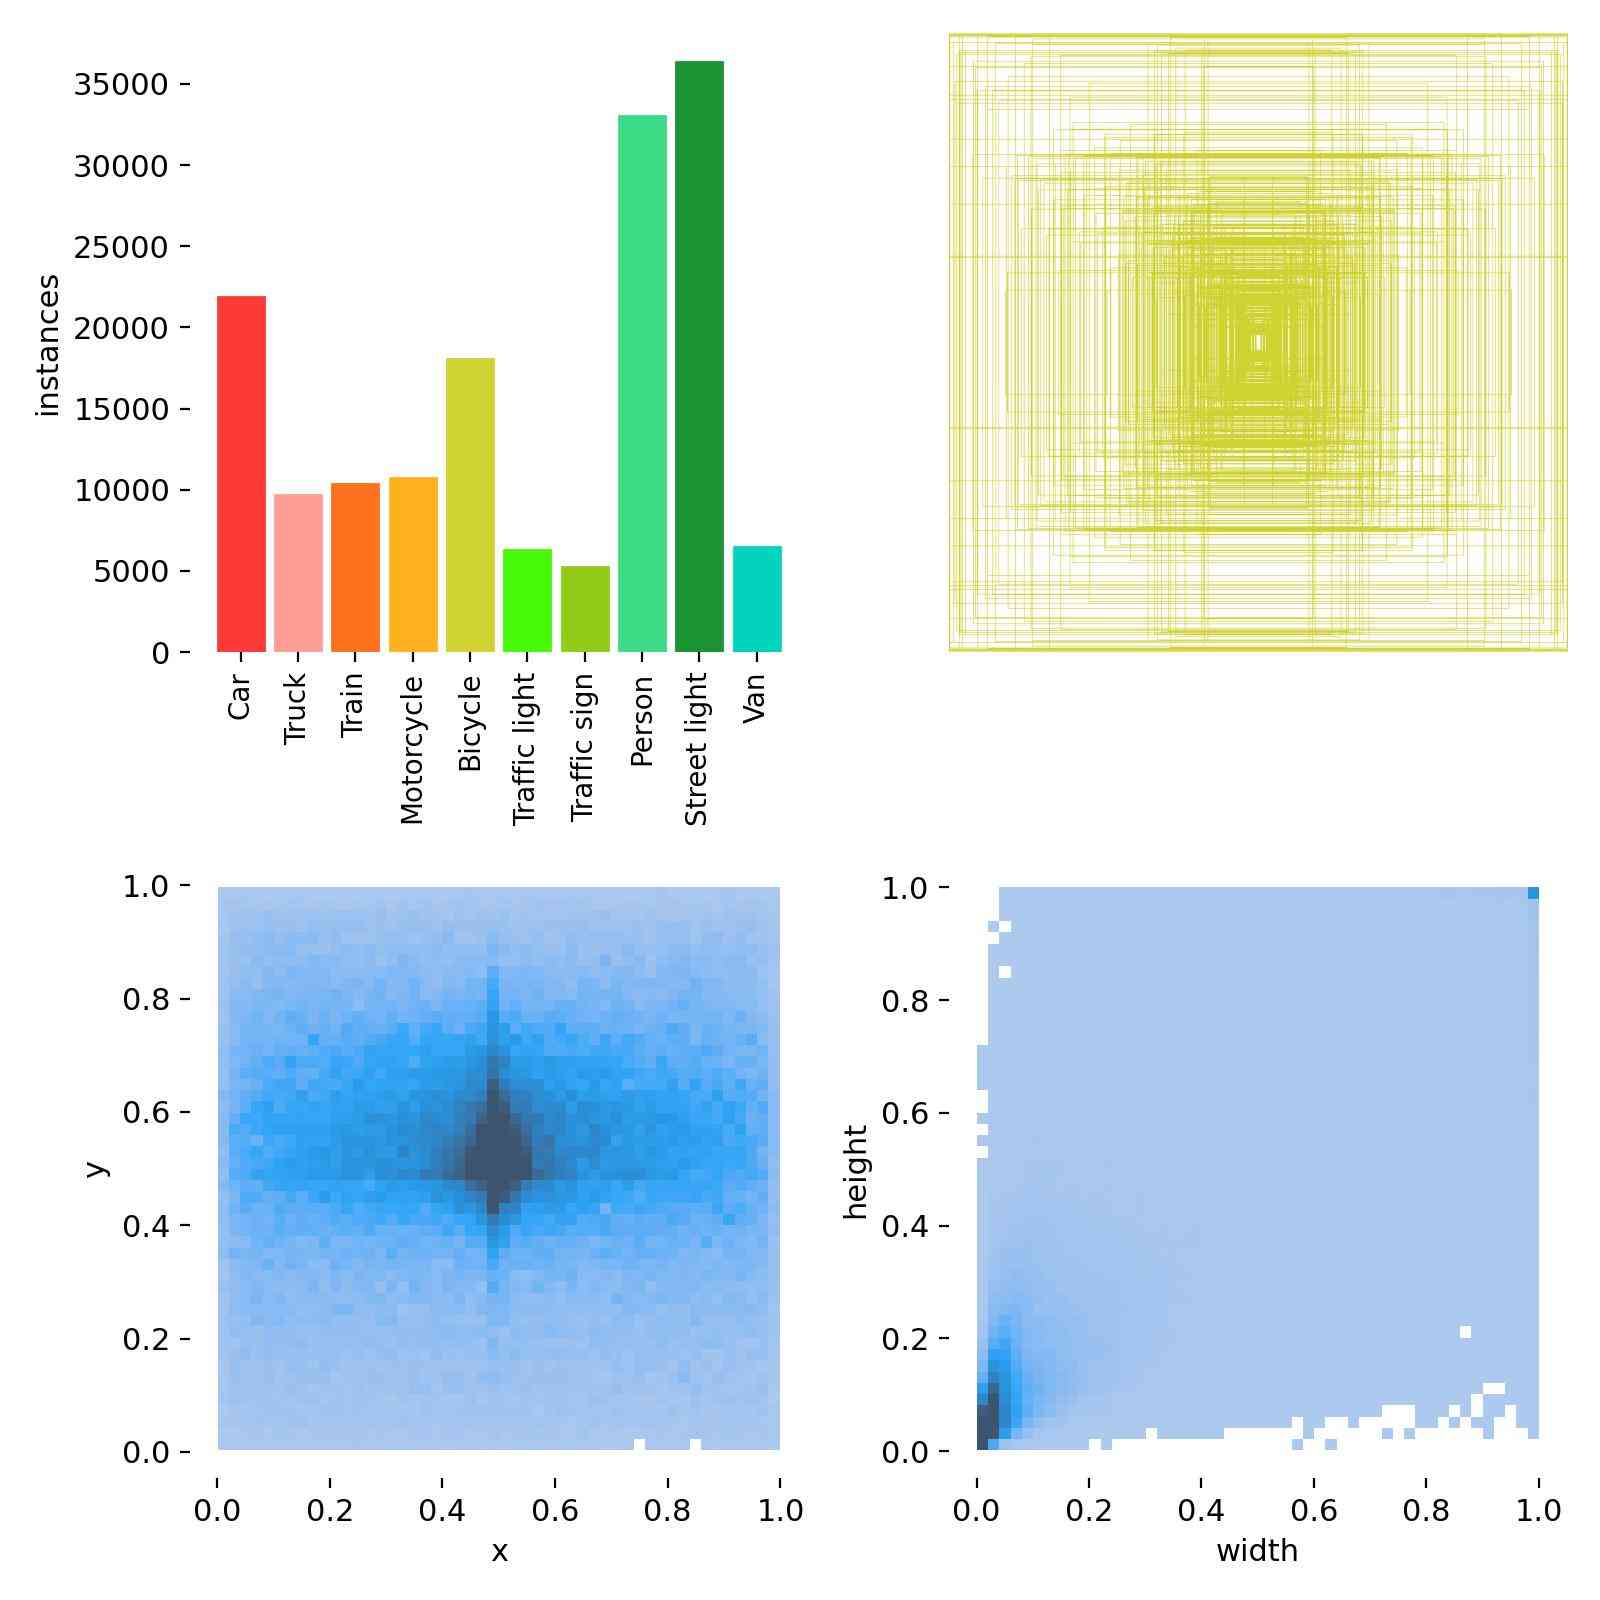 instances
35000
30000
25000
20000
15000
10000
5000
0
Car
Truck
Train
Motorcycle
Bicycle
Traffic light
Traffic sign
Person
Street light
Van
y
1.0
0.8
0.6
0.4
0.2
0.0
0.0 0.2 0.4 0.6 0.8 1.0
x
height
1.0
0.8
0.6
0.4
0.2
0.0
0.0 0.2 0.4 0.6 0.8 1.0
width